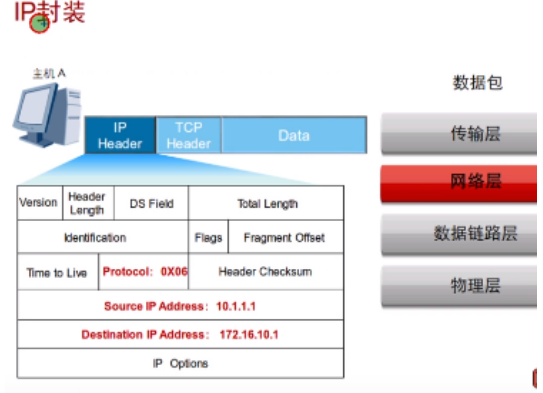 IP封装
主机 A
数据包
IP Header
TCP Header
Data
传输层
网络层
数据链路层
物理层
Version
Header Length
DS Field
Total Length
Identification
Flags
Fragment Offset
Time to Live
Protocol: 0X06
Header Checksum
Source IP Address: 10.1.1.1
Destination IP Address: 172.16.10.1
IP Options